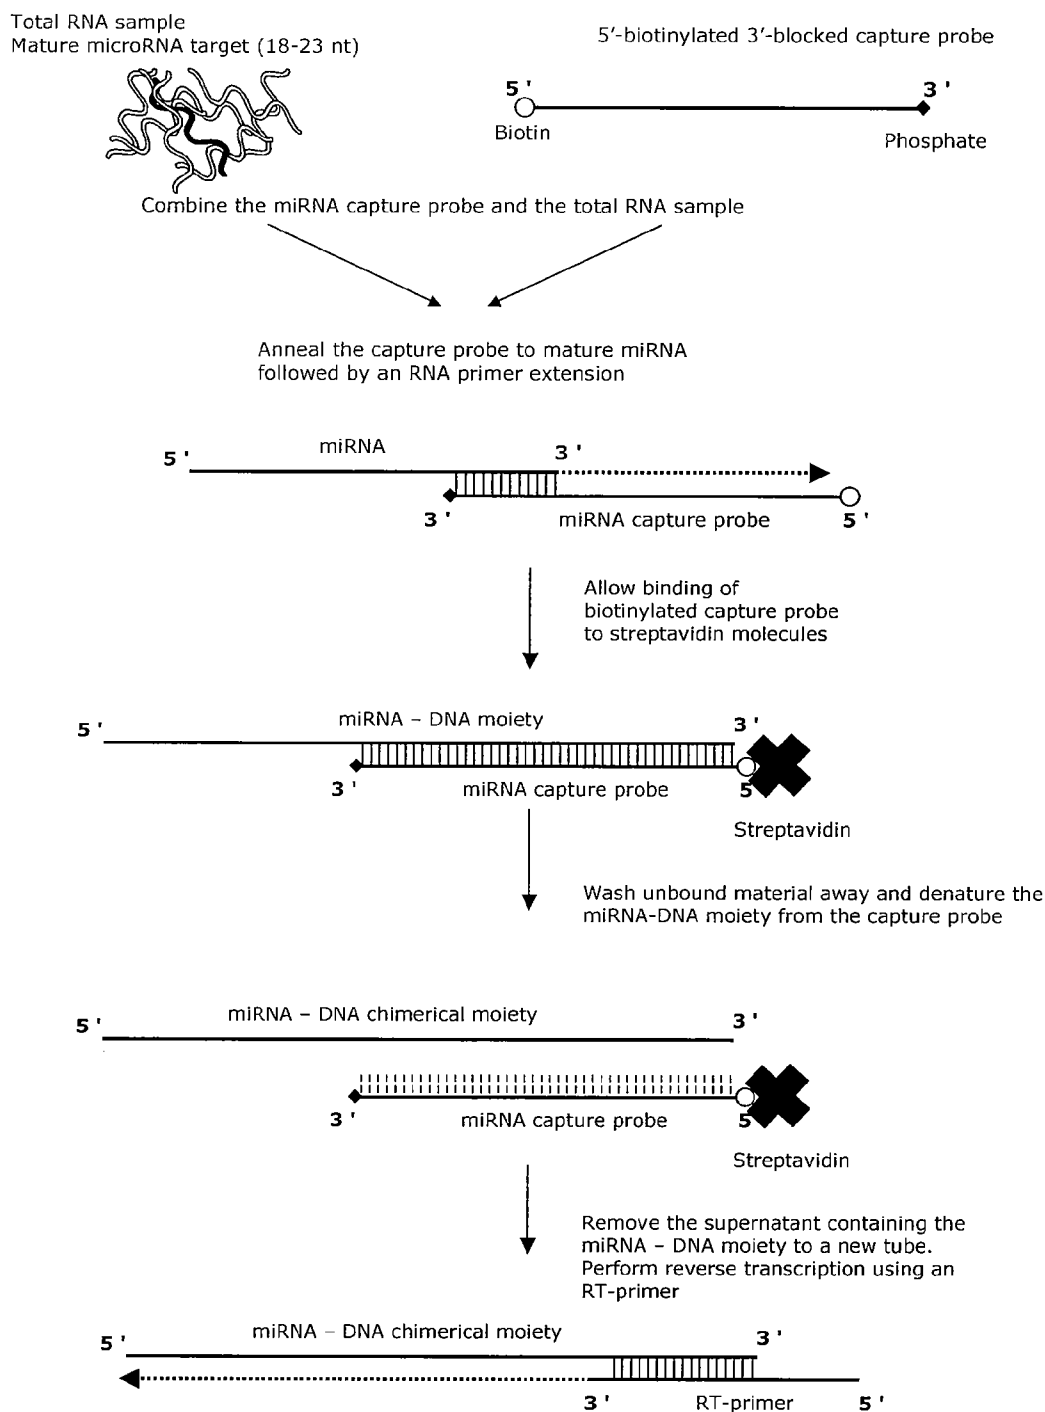 Total RNA sample
Mature microRNA target (18-23 nt)
5'-biotinylated 3'-blocked capture probe
5 '
3 '
Biotin
Phosphate
Combine the miRNA capture probe and the total RNA sample
Anneal the capture probe to mature miRNA
followed by an RNA primer extension
miRNA
5 '
3 '
3 '
miRNA capture probe
5 '
Allow binding of
biotinylated capture probe
to streptavidin molecules
5 '
miRNA – DNA moiety
3 '
3 '
miRNA capture probe
5
Streptavidin
Wash unbound material away and denature the
miRNA-DNA moiety from the capture probe
5 '
miRNA – DNA chimerical moiety
3 '
3 '
miRNA capture probe
5
Streptavidin
Remove the supernatant containing the
miRNA – DNA moiety to a new tube.
Perform reverse transcription using an
RT-primer
5 '
miRNA – DNA chimerical moiety
3 '
3 '
RT-primer
5 '